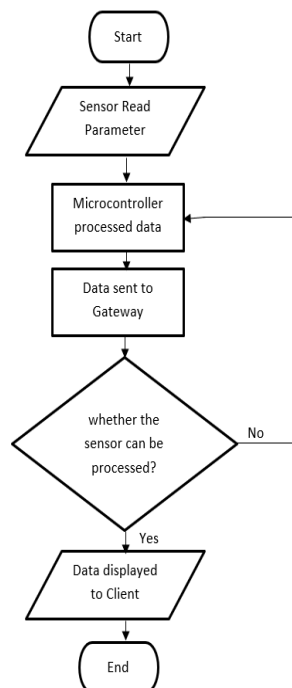 Start
Sensor Read
Parameter
Microcontroller
processed data
Data sent to
Gateway
whether the
sensor can be
processed?
No
Yes
Data displayed
to Client
End